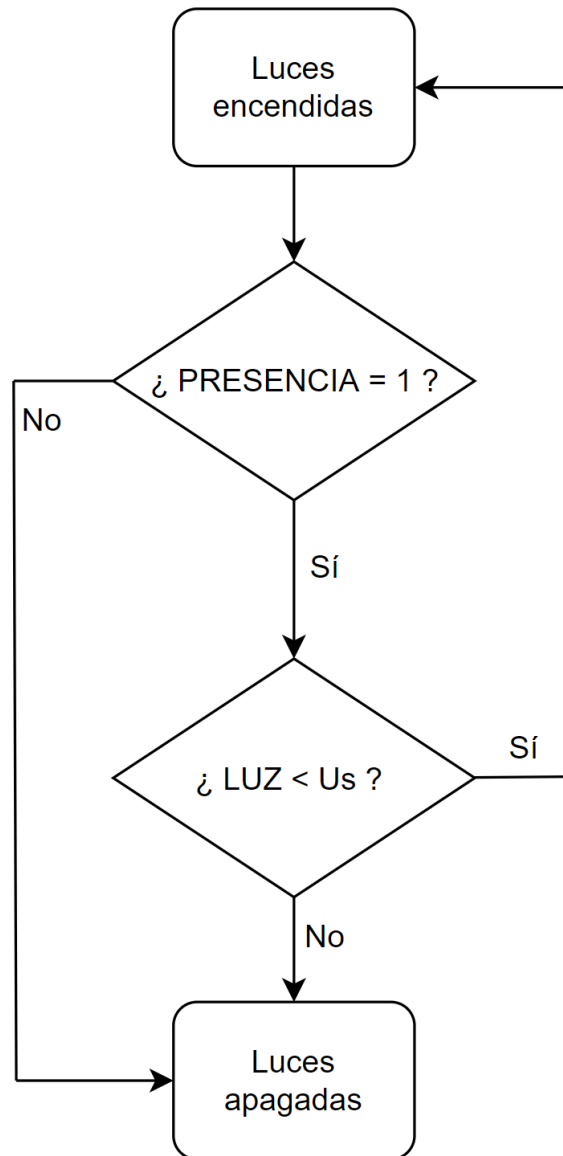 Luces
encendidas
¿ PRESENCIA = 1 ?
No
Sí
¿ LUZ < Us ?
Sí
No
Luces
apagadas